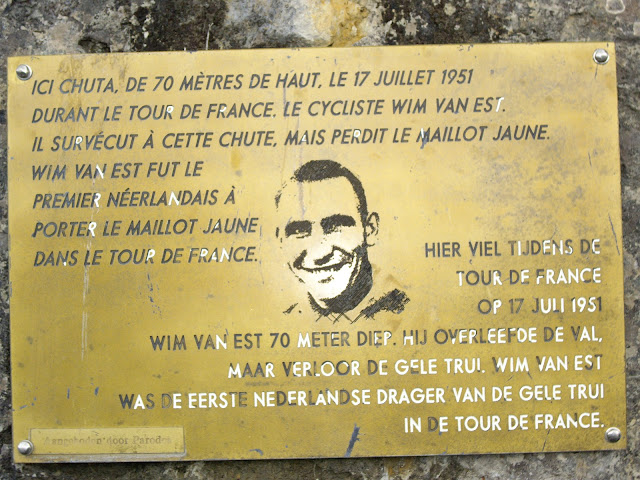 ICI CHUTA, DE 70 MÈTRES DE HAUT, LE 17 JUILLET 1951
DURANT LE TOUR DE FRANCE. LE CYCLISTE WIM VAN EST.
IL SURVÉCUT À CETTE CHUTE, MAIS PERDIT LE MAILLOT JAUNE.
WIM VAN EST FUT LE
PREMIER NÉERLANDAIS À
PORTER LE MAILLOT JAUNE
DANS LE TOUR DE FRANCE.
HIER VIEL TIJDENS DE
TOUR DE FRANCE
OP 17 JULI 1951
WIM VAN EST 70 METER DIEP. HIJ OVERLEEFDE DE VAL,
MAAR VERLOOR DE GELE TRUI. WIM VAN EST
WAS DE EERSTE NEDERLANDSE DRAGER VAN DE GELE TRUI
IN DE TOUR DE FRANCE.
Aangeboden door Parodes